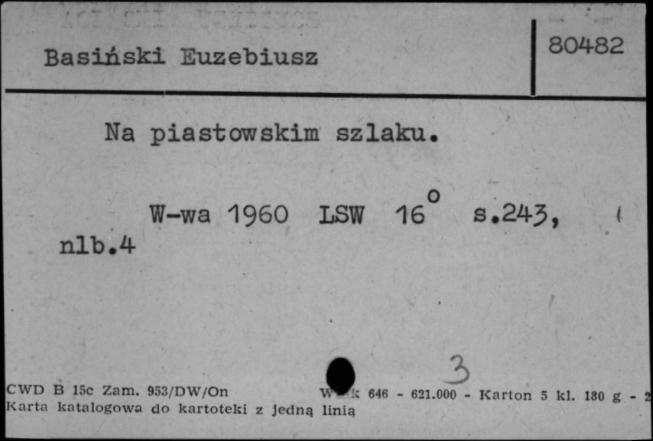 Basiński Euzebiusz 80482
Na piastowskim szlaku.
W-wa 1960 LSW 16° s.243,
nlb.4
3
CWD B 15c Zam. 953/DW/On 646 - 621.000 - Karton 5 kl. 180 g - 2
Karta katalogowa do kartoteki z jedną linią